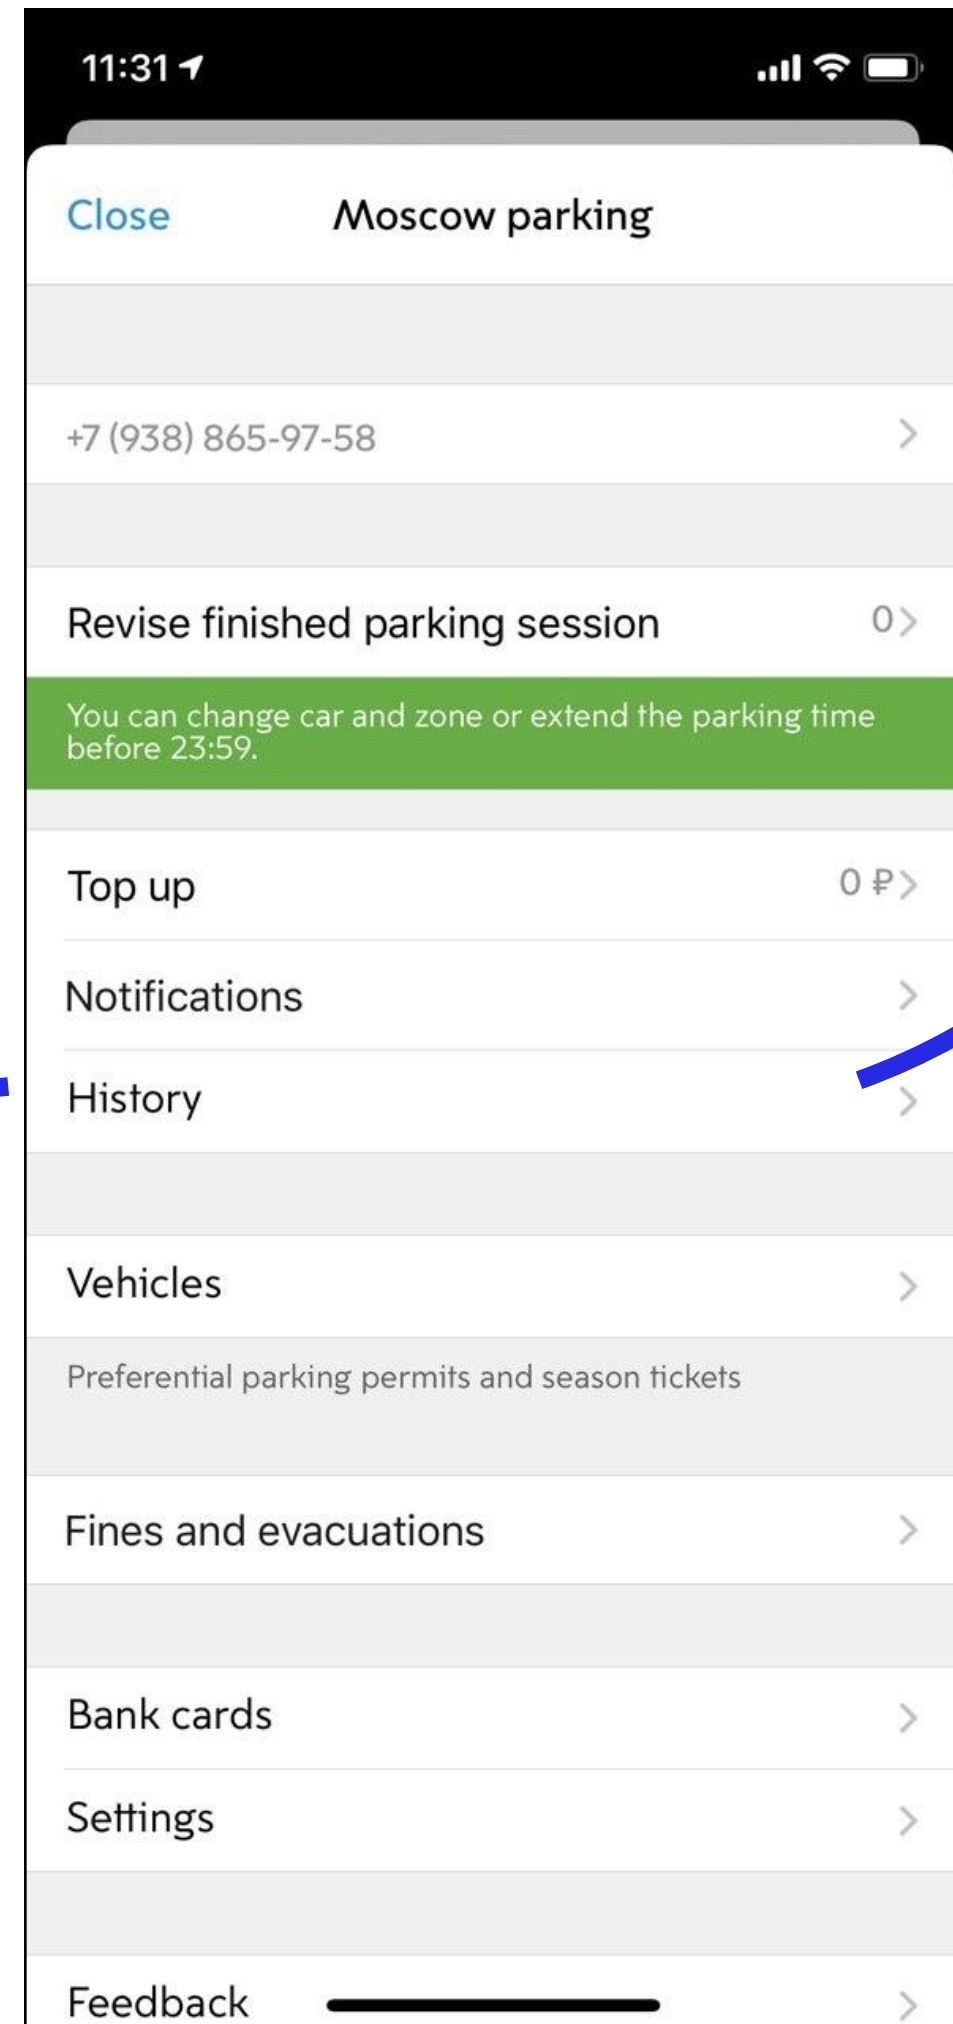 11:31
Close Moscow parking
+7 (938) 865-97-58
Revise finished parking session 0
You can change car and zone or extend the parking time
before 23:59.
Top up 0 ₽
Notifications
History
Vehicles
Preferential parking permits and season tickets
Fines and evacuations
Bank cards
Settings
Feedback